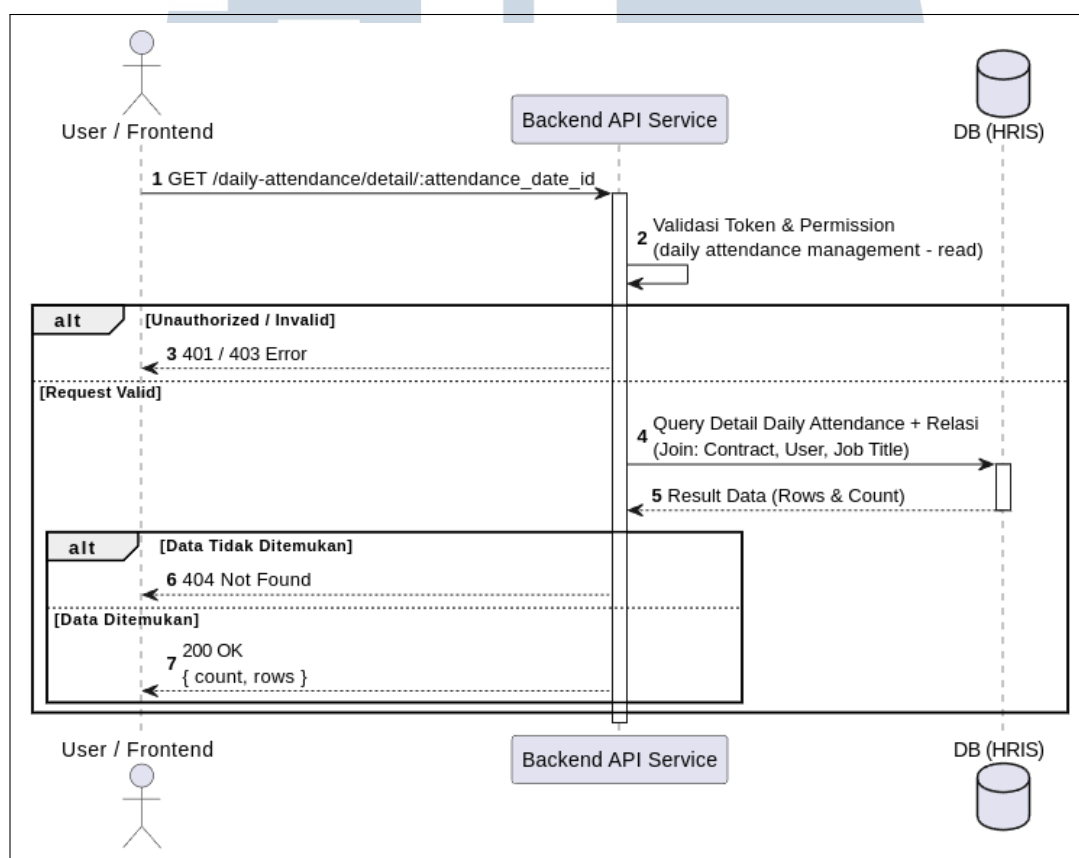 User / Frontend
Backend API Service
DB (HRIS)
1 GET /daily-attendance/detail/:attendance_date_id
2 Validasi Token & Permission
(daily attendance management - read)
alt [Unauthorized / Invalid]
3 401 / 403 Error
[Request Valid]
4 Query Detail Daily Attendance + Relasi
(Join: Contract, User, Job Title)
5 Result Data (Rows & Count)
alt [Data Tidak Ditemukan]
6 404 Not Found
[Data Ditemukan]
7 200 OK
{ count, rows }
User / Frontend
Backend API Service
DB (HRIS)